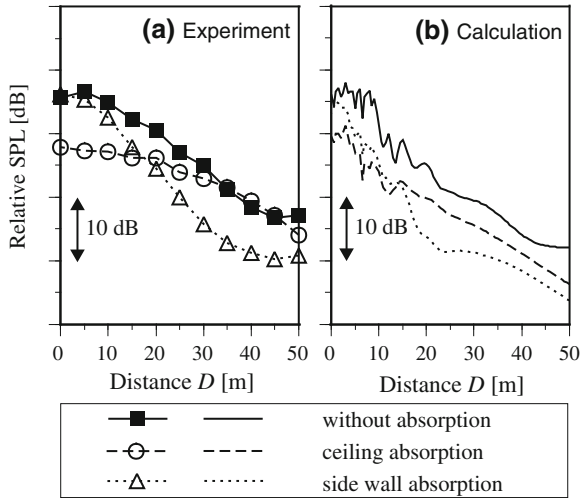 (a) Experiment
(b) Calculation
Relative SPL [dB]
10 dB
10 dB
0 10 20 30 40 50
0 10 20 30 40 50
Distance D [m]
Distance D [m]
without absorption
ceiling absorption
side wall absorption